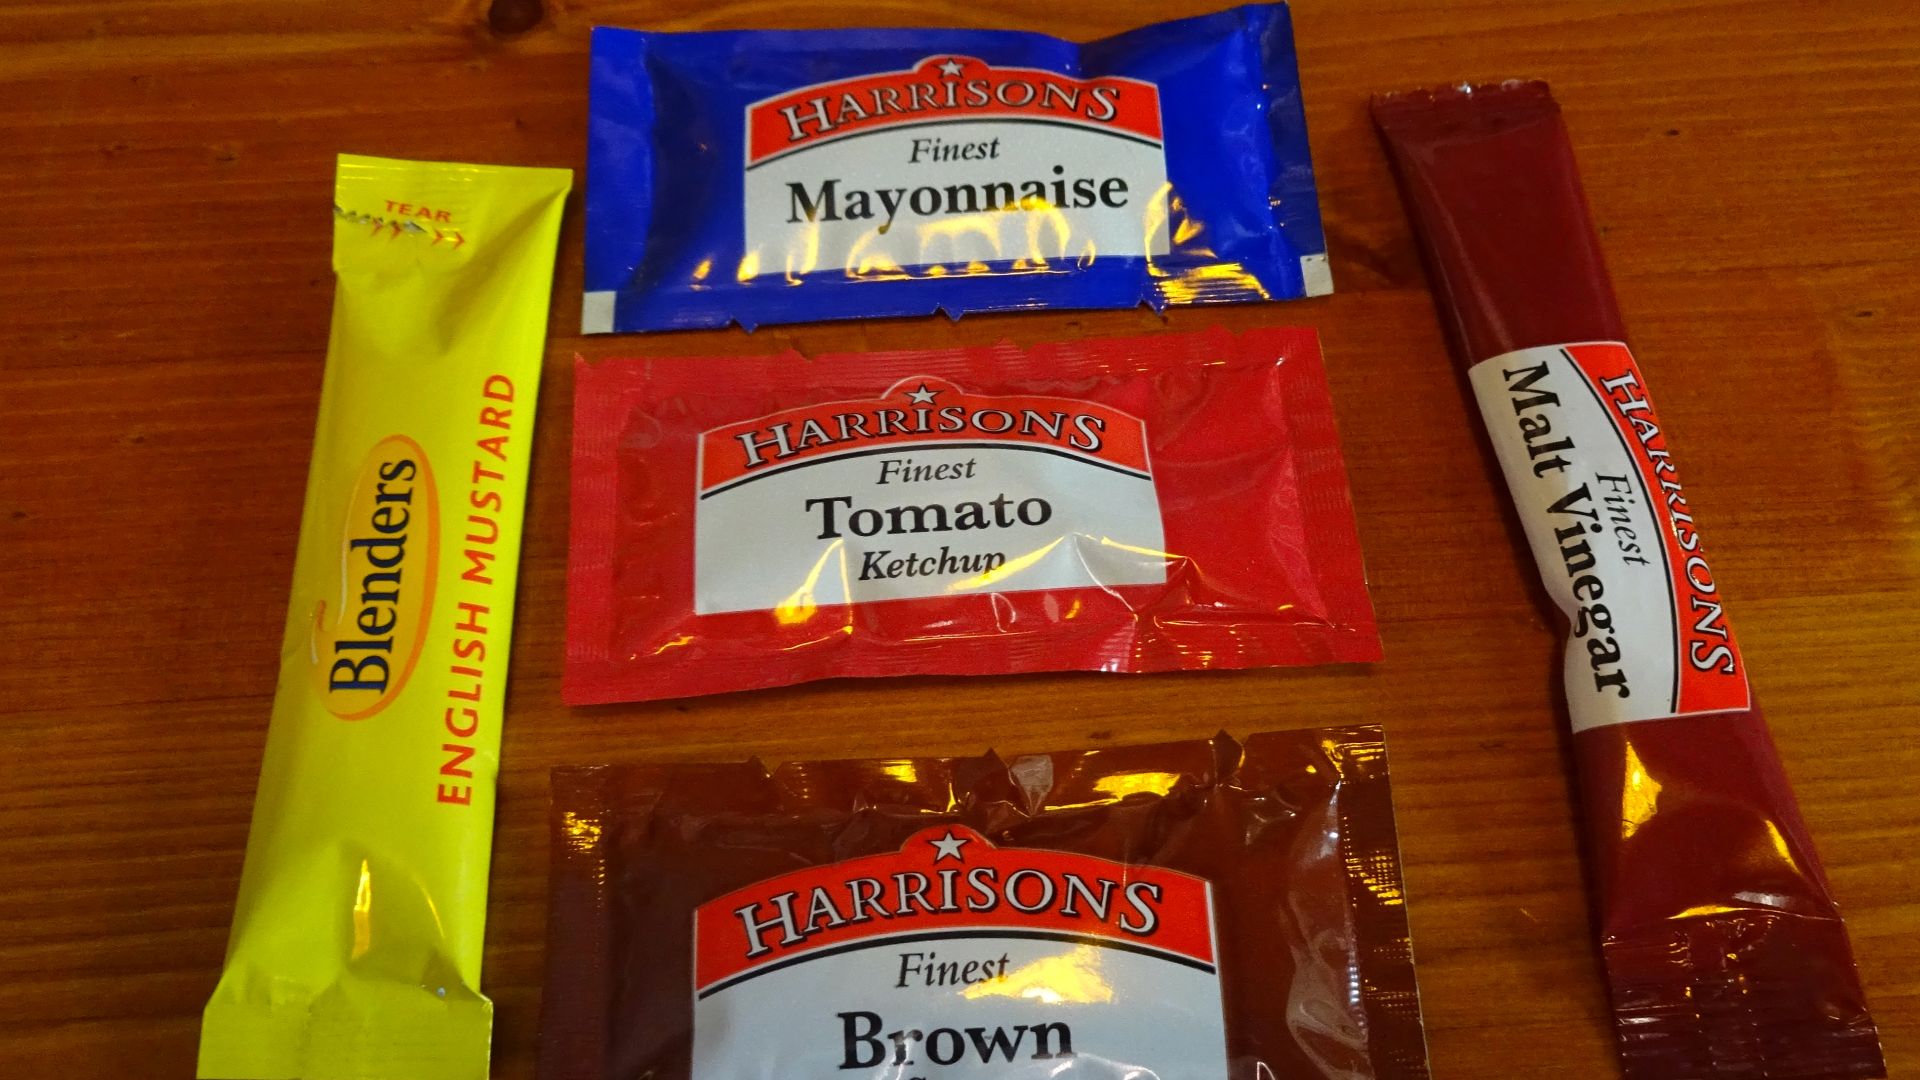 TEAR
Blenders
ENGLISH MUSTARD
HARRISONS
Finest
Mayonnaise
HARRISONS
Finest
Tomato
Ketchup
HARRISONS
Finest
Brown
HARRISONS
Finest
Malt Vinegar